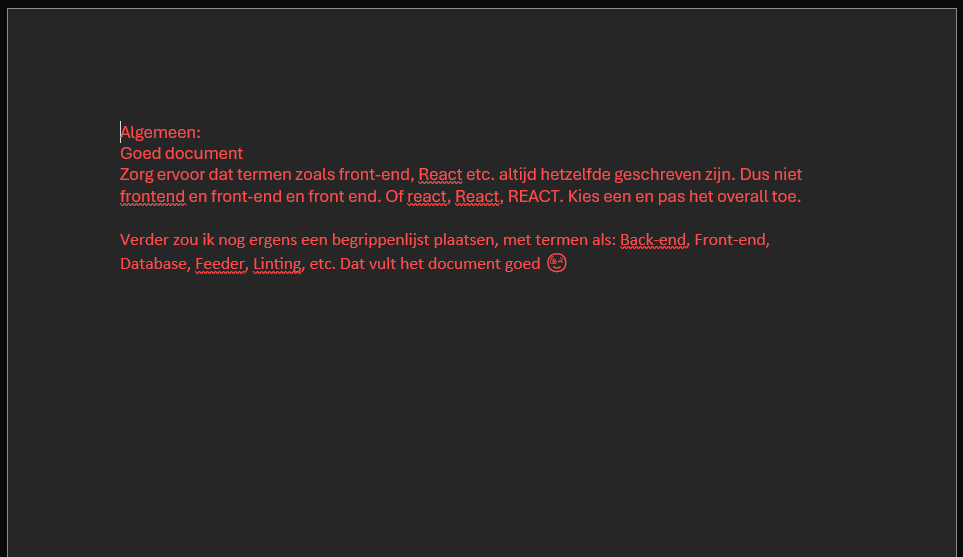 Algemeen:
Goed document
Zorg ervoor dat termen zoals front-end, React etc. altijd hetzelfde geschreven zijn. Dus niet
frontend en front-end en front end. Of react, React, REACT. Kies een en pas het overall toe.
Verder zou ik nog ergens een begrippenlijst plaatsen, met termen als: Back-end, Front-end,
Database, Feeder, Linting, etc. Dat vult het document goed 😉